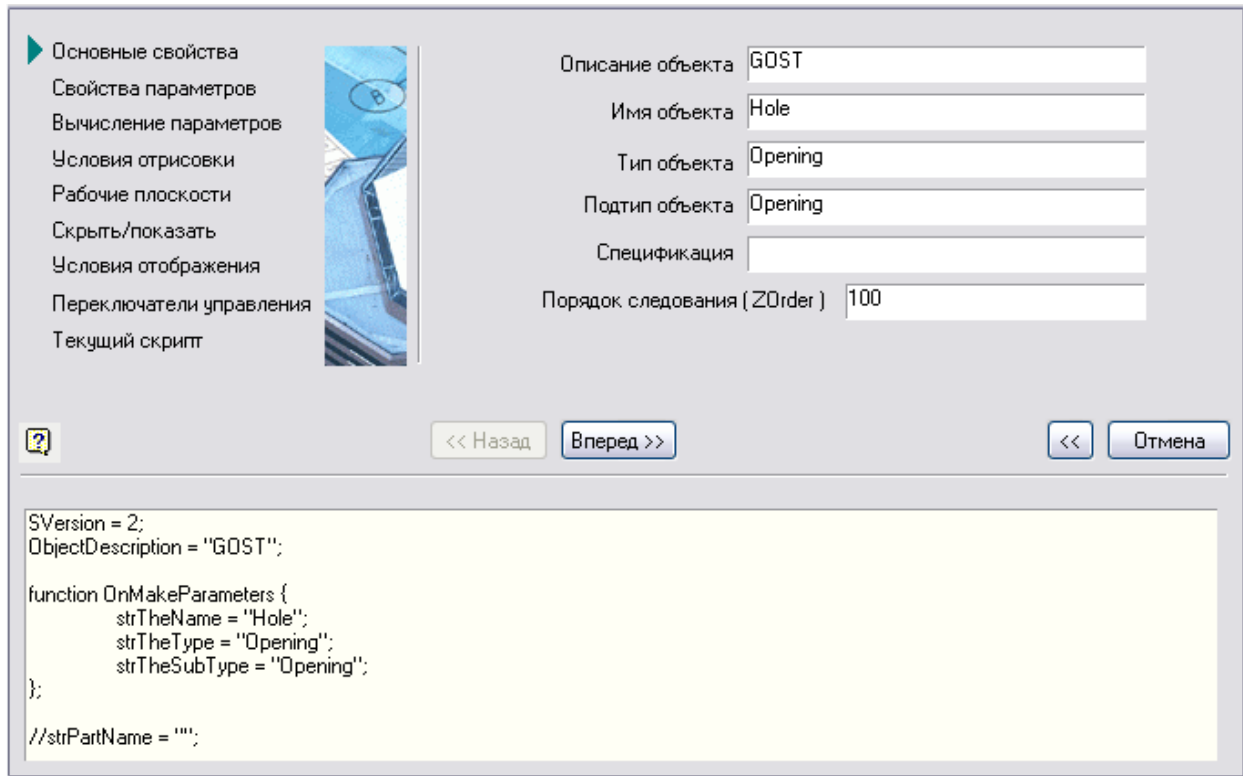 Основные свойства
Свойства параметров
Вычисление параметров
Условия отрисовки
Рабочие плоскости
Скрыть/показать
Условия отображения
Переключатели управления
Текущий скрипт
B
Описание объекта GOST
Имя объекта Hole
Тип объекта Opening
Подтип объекта Opening
Спецификация
Порядок следования ( ZOrder ) 100
?
<< Назад Вперед >> << Отмена
SVersion = 2;
ObjectDescription = "GOST";
function OnMakeParameters {
strTheName = "Hole";
strTheType = "Opening";
strTheSubType = "Opening";
};
//strPartName = "";